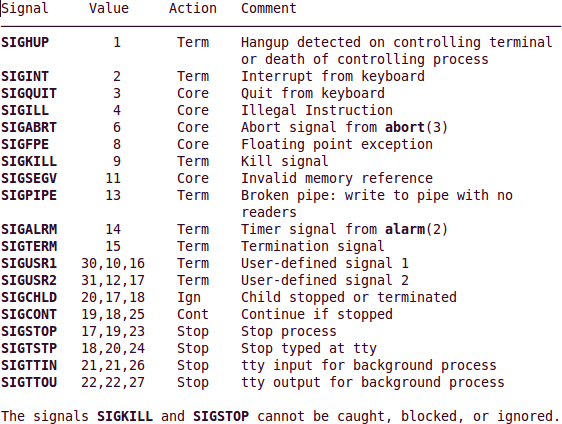 Signal Value Action Comment
SIGHUP 1 Term Hangup detected on controlling terminal
or death of controlling process
SIGINT 2 Term Interrupt from keyboard
SIGQUIT 3 Core Quit from keyboard
SIGILL 4 Core Illegal Instruction
SIGABRT 6 Core Abort signal from abort(3)
SIGFPE 8 Core Floating point exception
SIGKILL 9 Term Kill signal
SIGSEGV 11 Core Invalid memory reference
SIGPIPE 13 Term Broken pipe: write to pipe with no
readers
SIGALRM 14 Term Timer signal from alarm(2)
SIGTERM 15 Term Termination signal
SIGUSR1 30,10,16 Term User-defined signal 1
SIGUSR2 31,12,17 Term User-defined signal 2
SIGCHLD 20,17,18 Ign Child stopped or terminated
SIGCONT 19,18,25 Cont Continue if stopped
SIGSTOP 17,19,23 Stop Stop process
SIGTSTP 18,20,24 Stop Stop typed at tty
SIGTTIN 21,21,26 Stop tty input for background process
SIGTTOU 22,22,27 Stop tty output for background process
The signals SIGKILL and SIGSTOP cannot be caught, blocked, or ignored.